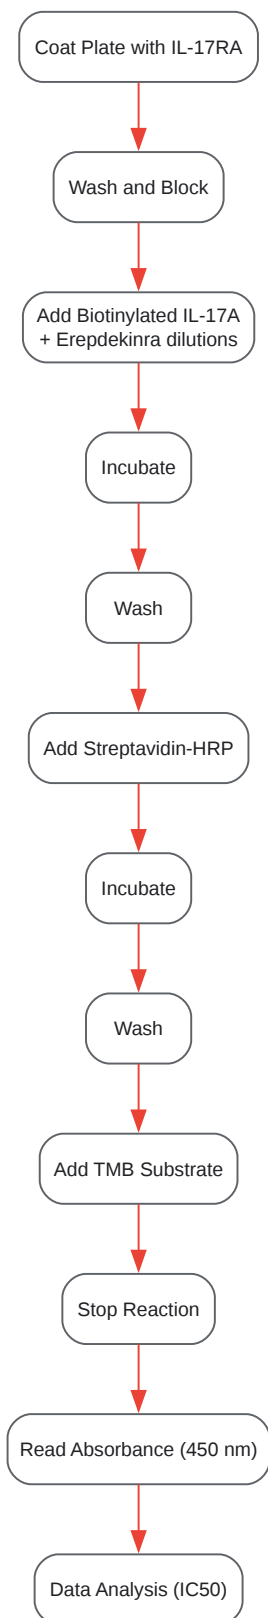 Coat Plate with IL-17RA
Wash and Block
Add Biotinylated IL-17A
+ Erepdekinra dilutions
Incubate
Wash
Add Streptavidin-HRP
Incubate
Wash
Add TMB Substrate
Stop Reaction
Read Absorbance (450 nm)
Data Analysis (IC50)